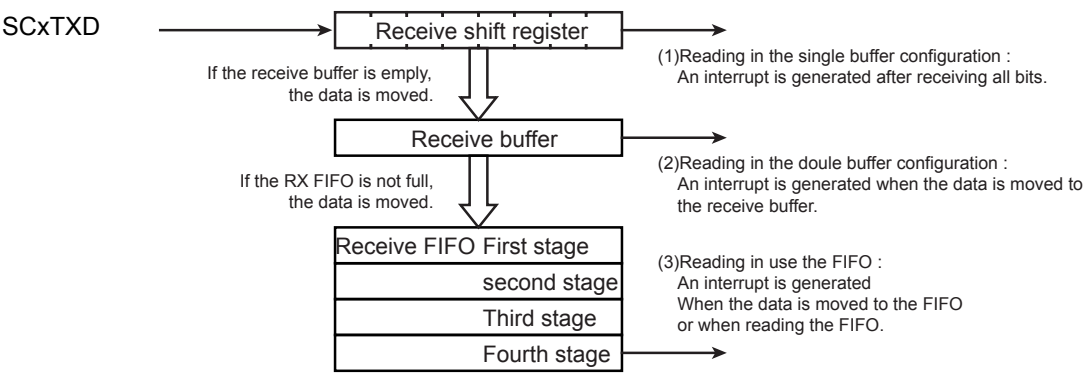 SCxTXD
Receive shift register
(1)Reading in the single buffer configuration :
An interrupt is generated after receiving all bits.
If the receive buffer is emply,
the data is moved.
Receive buffer
(2)Reading in the doule buffer configuration :
An interrupt is generated when the data is moved to
the receive buffer.
If the RX FIFO is not full,
the data is moved.
Receive FIFO First stage
second stage
Third stage
Fourth stage
(3)Reading in use the FIFO :
An interrupt is generated
When the data is moved to the FIFO
or when reading the FIFO.